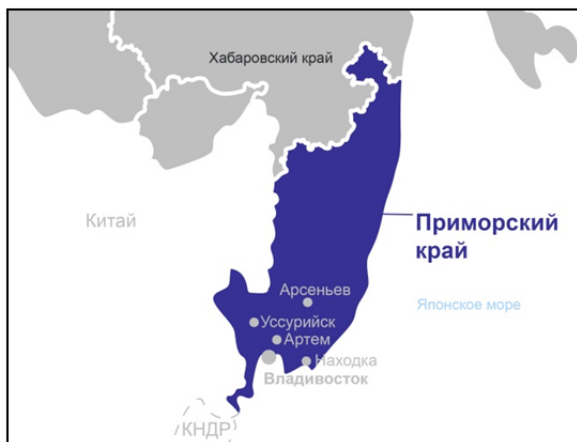 Хабаровский край
Китай
Приморский
край
Арсеньев
Японское море
Уссурийск
Артем
Находка
Владивосток
КНДР